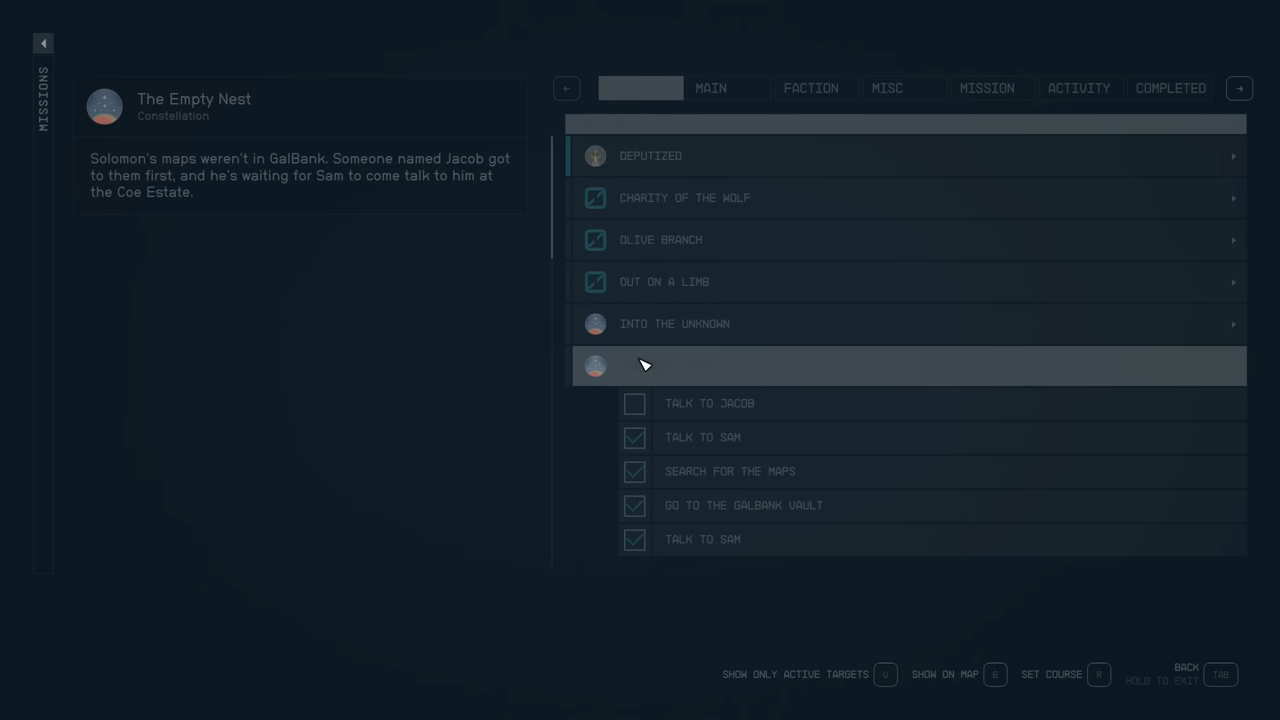 MISSIONS
The Empty Nest
Constellation
Solomon's maps weren't in GalBank. Someone named Jacob got
to them first, and he's waiting for Sam to come talk to him at
the Coe Estate.
MAIN
FACTION
MISC
MISSION
ACTIVITY
COMPLETED
DEPUTIZED
CHARITY OF THE WOLF
OLIVE BRANCH
OUT ON A LIMB
INTO THE UNKNOWN
TALK TO JACOB
TALK TO SAM
SEARCH FOR THE MAPS
GO TO THE GALBANK VAULT
TALK TO SAM
SHOW ONLY ACTIVE TARGETS V
SHOW ON MAP B
SET COURSE R
BACK TAB
HOLD TO EXIT